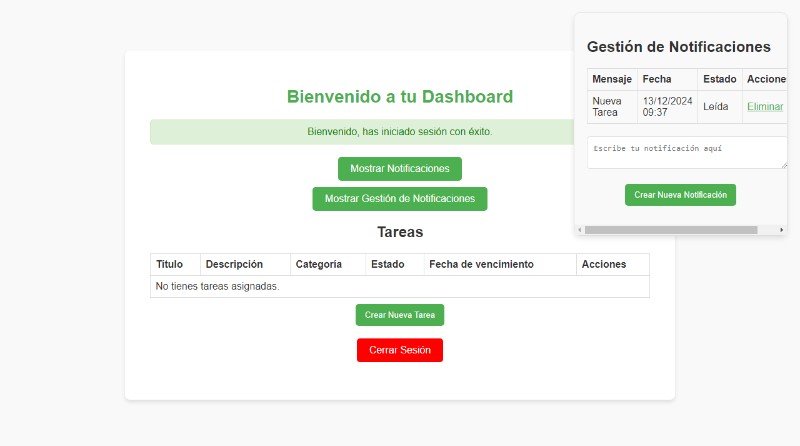 Bienvenido a tu Dashboard
Bienvenido, has iniciado sesión con éxito.
Mostrar Notificaciones
Mostrar Gestión de Notificaciones
Tareas
Título Descripción Categoría Estado Fecha de vencimiento Acciones
No tienes tareas asignadas.
Crear Nueva Tarea
Cerrar Sesión
Gestión de Notificaciones
Mensaje Fecha Estado Accione
Nueva Tarea 13/12/2024 09:37 Leída Eliminar
Escribe tu notificación aquí
Crear Nueva Notificación